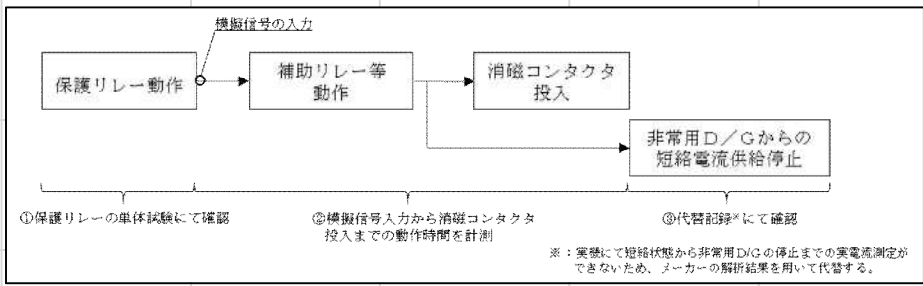 模擬信号の入力
保護リレー動作
補助リレー等
動作
消磁コンタクタ
投入
非常用D/Gからの
短絡電流供給停止
①保護リレーの単体試験にて確認
②模擬信号入力から消磁コンタクタ
投入までの動作時間を計測
③代替記録※にて確認
※:実機にて短絡状態から非常用D/Gの停止までの実電流測定が
できないため、メーカーの解析結果を用いて代替する。